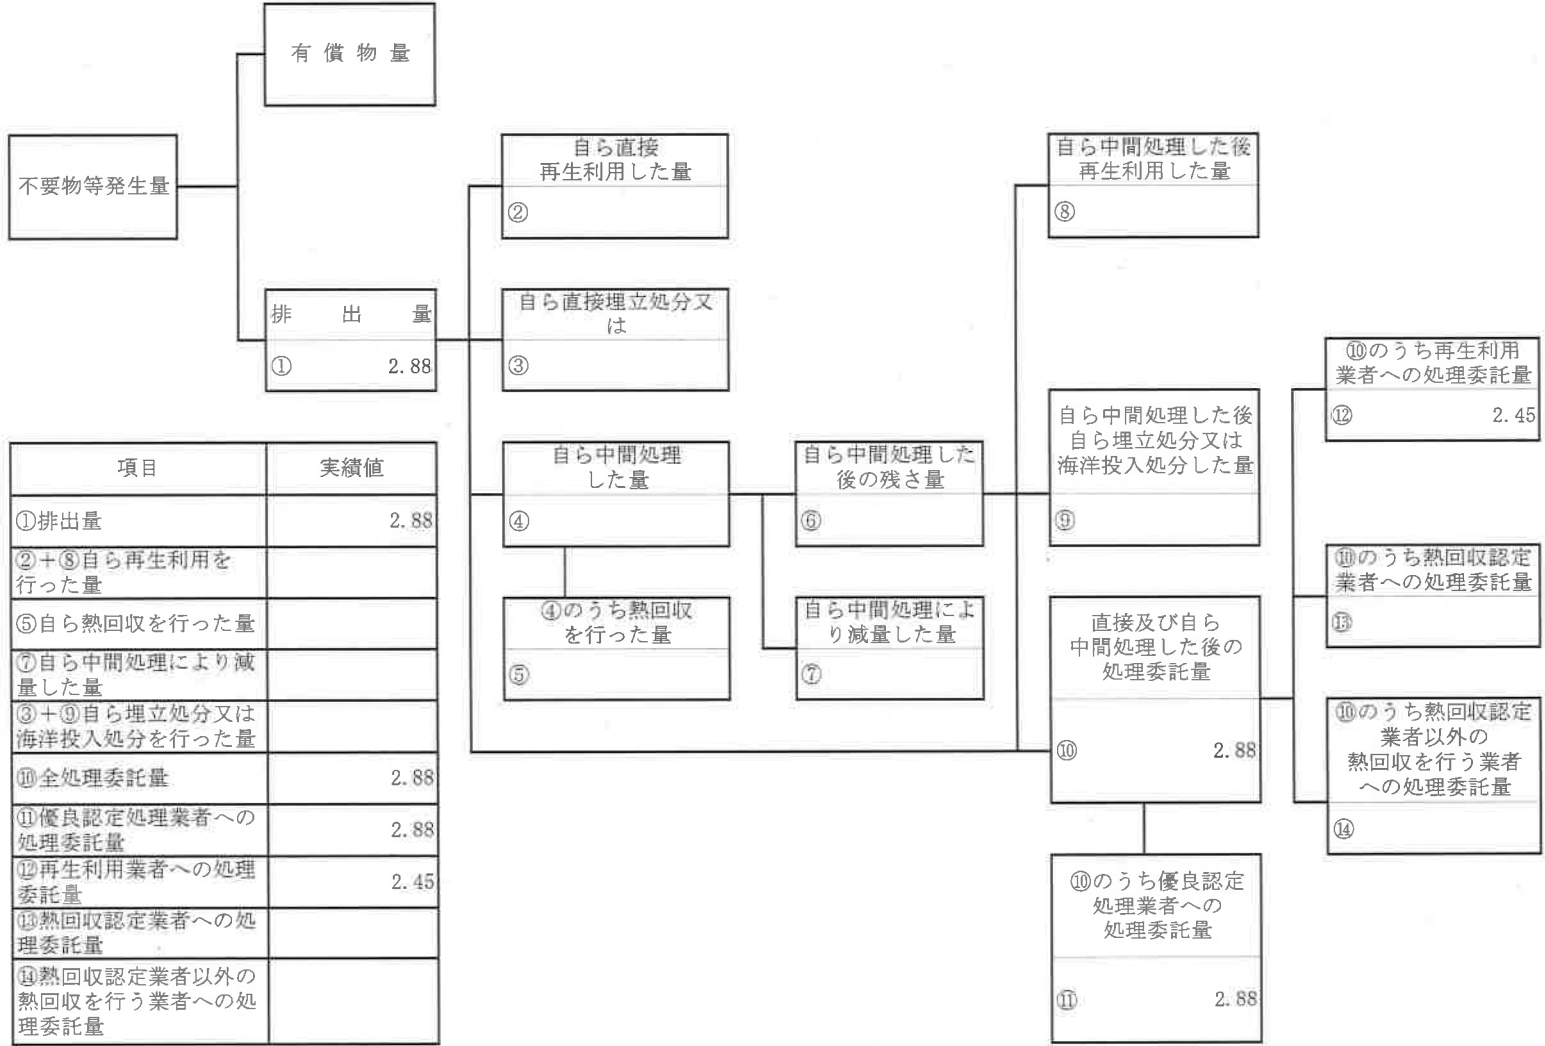 有償物量
不要物等発生量
排出量
① 2.88
自ら直接
再生利用した量
②
自ら直接埋立処分又
は
③
自ら中間処理
した量
④
④のうち熱回収
を行った量
⑤
自ら中間処理した
後の残さ量
⑥
自ら中間処理によ
り減量した量
⑦
自ら中間処理した後
再生利用した量
⑧
自ら中間処理した後
自ら埋立処分又は
海洋投入処分した量
⑨
直接及び自ら
中間処理した後の
処理委託量
⑩ 2.88
⑩のうち優良認定
処理業者への
処理委託量
⑪ 2.88
⑩のうち再生利用
業者への処理委託量
⑫ 2.45
⑩のうち熱回収認定
業者への処理委託量
⑬
⑩のうち熱回収認定
業者以外の
熱回収を行う業者
への処理委託量
⑭
項目 実績値
①排出量 2.88
②+⑧自ら再生利用を
行った量
⑤自ら熱回収を行った量
⑦自ら中間処理により減
量した量
③+⑨自ら埋立処分又は
海洋投入処分を行った量
⑩全処理委託量 2.88
⑪優良認定処理業者への
処理委託量 2.88
⑫再生利用業者への処理
委託量 2.45
⑬熱回収認定業者への処
理委託量
⑭熱回収認定業者以外の
熱回収を行う業者への処
理委託量